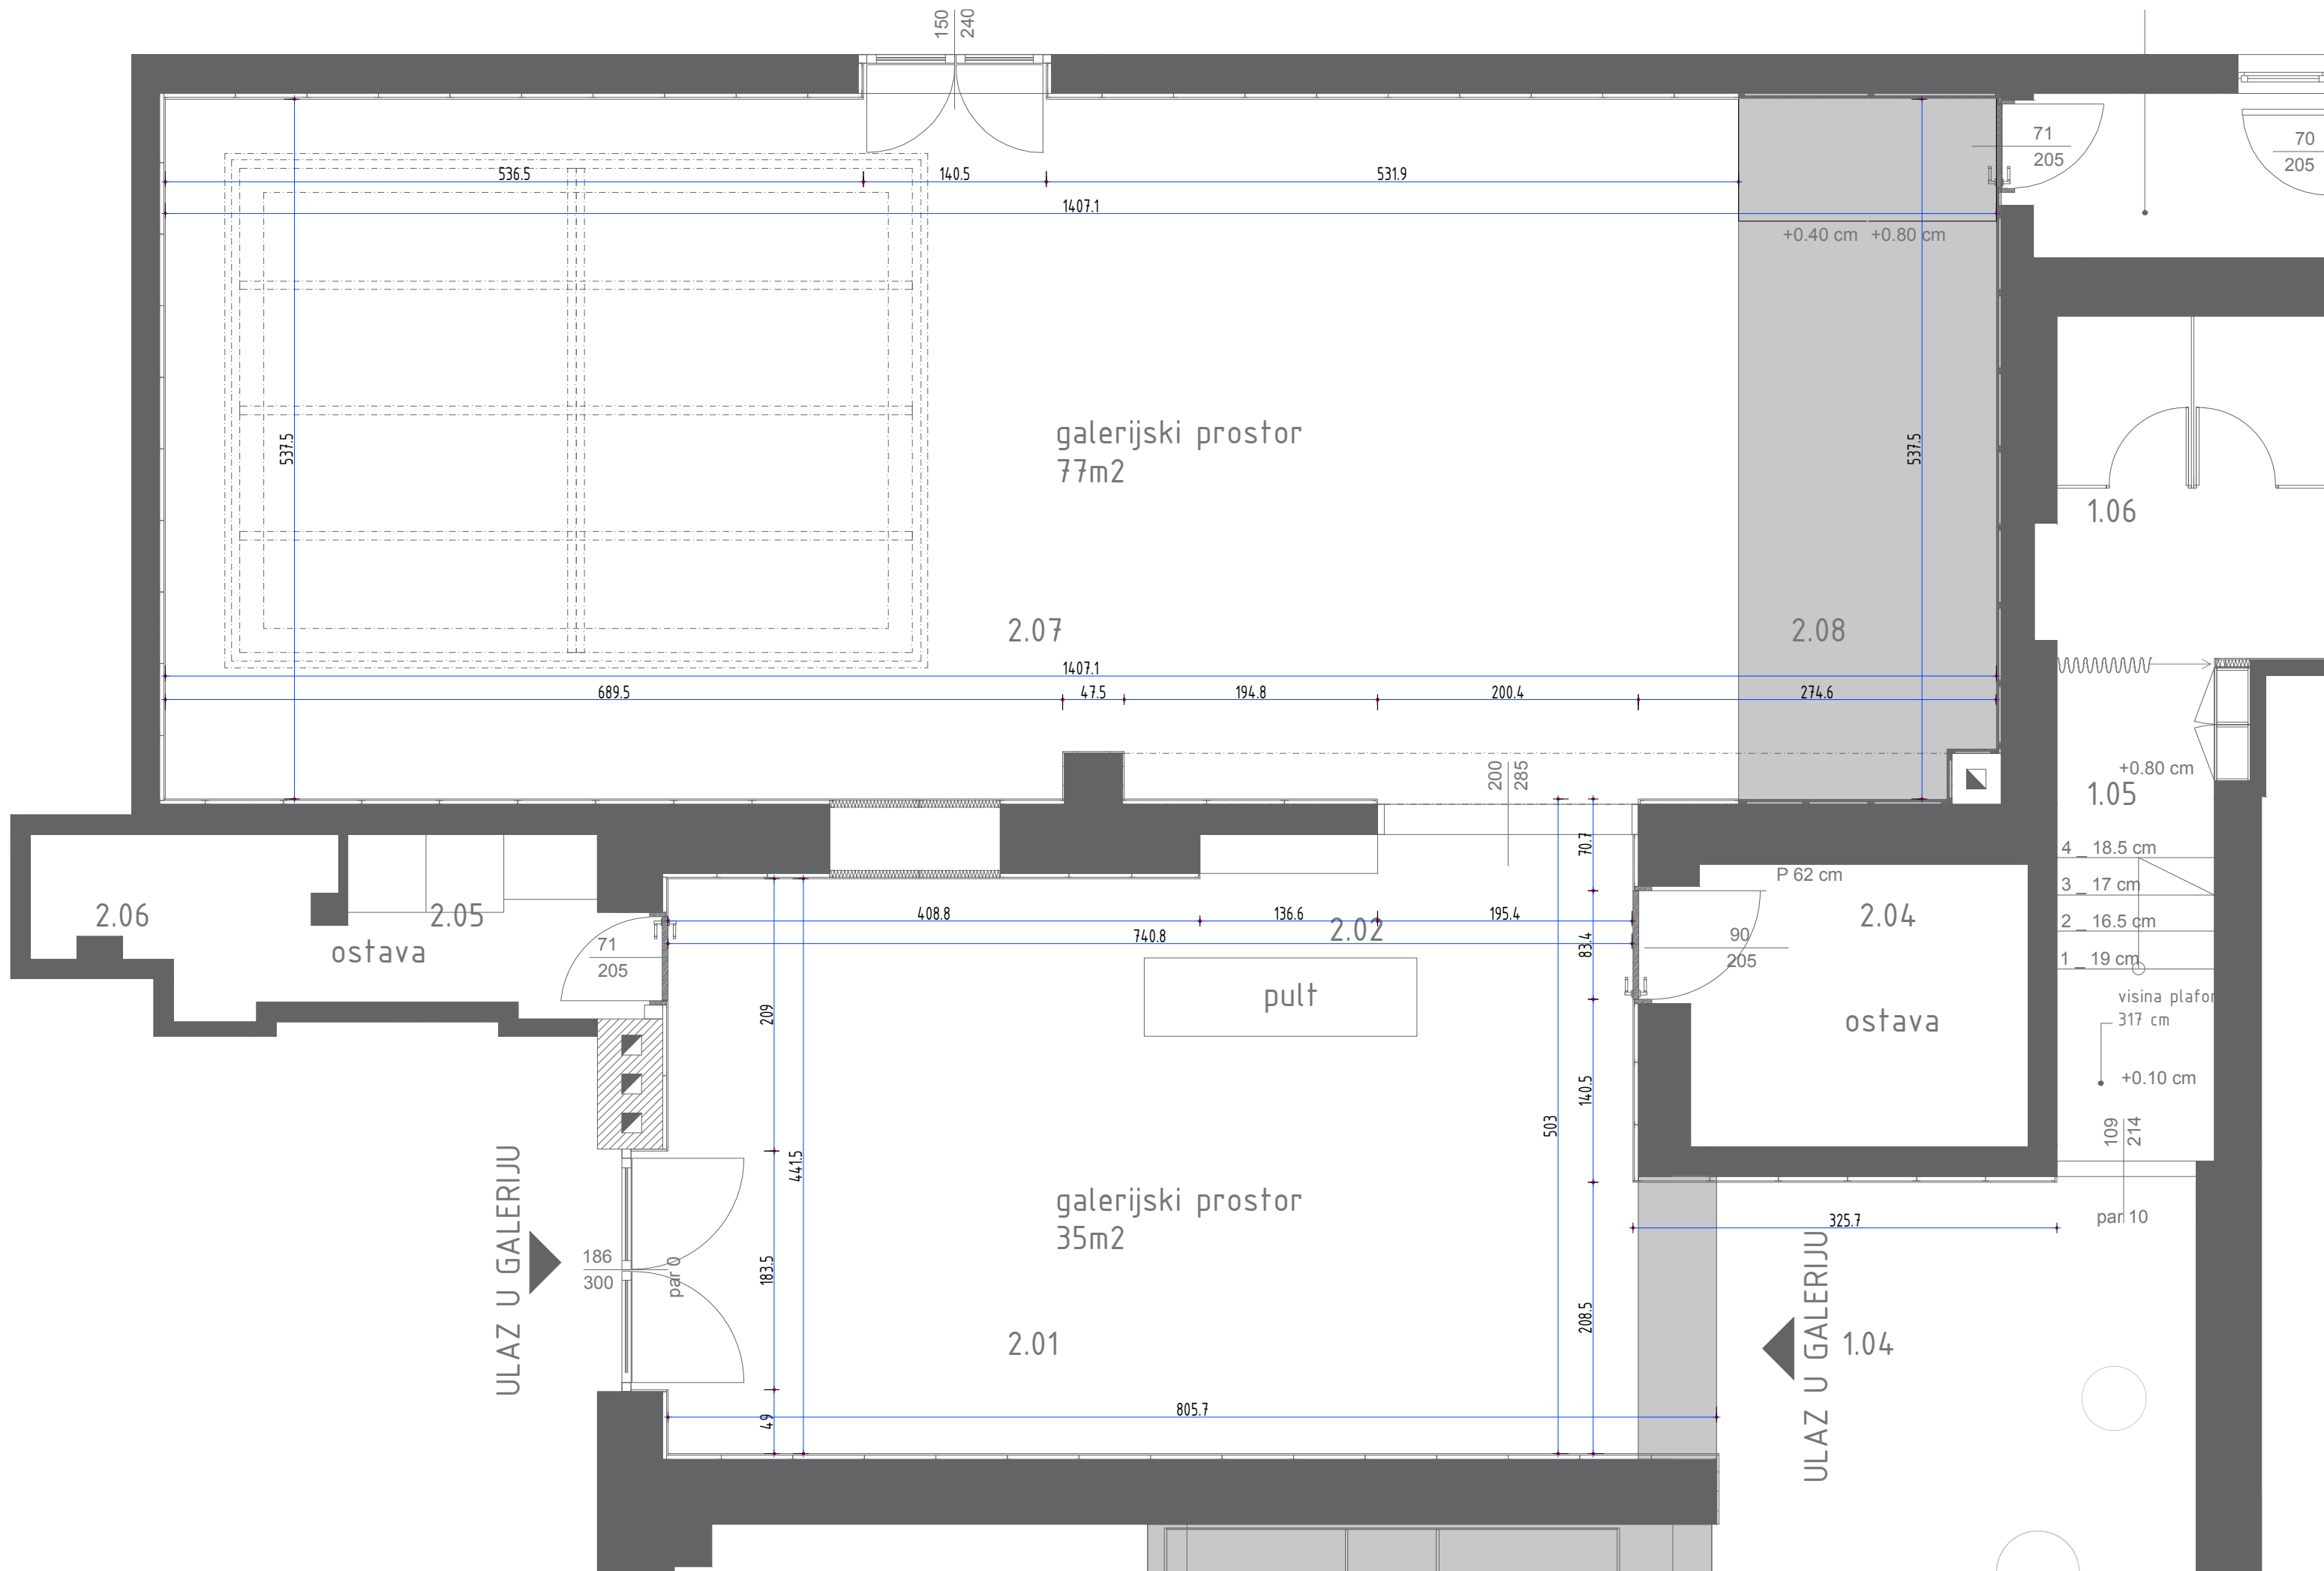 150
240
71
205
70
205
536.5
140.5
531.9
1407.1
+0.40 cm
+0.80 cm
537.5
galerijski prostor
77m2
537.5
1.06
2.07
2.08
1407.1
689.5
47.5
194.8
200.4
274.6
200
285
+0.80 cm
1.05
70.7
4 _ 18.5 cm
3 _ 17 cm
2 _ 16.5 cm
1 _ 19 cm
P 62 cm
2.06
2.05
ostava
408.8
136.6
195.4
2.02
740.8
83.4
2.04
71
205
90
205
pult
ostava
209
visina plafor
317 cm
+0.10 cm
140.5
503
441.5
109
214
ULAZ U GALERIJU
galerijski prostor
35m2
325.7
par 10
186
300
par 0
183.5
208.5
2.01
ULAZ U GALERIJU
1.04
805.7
49